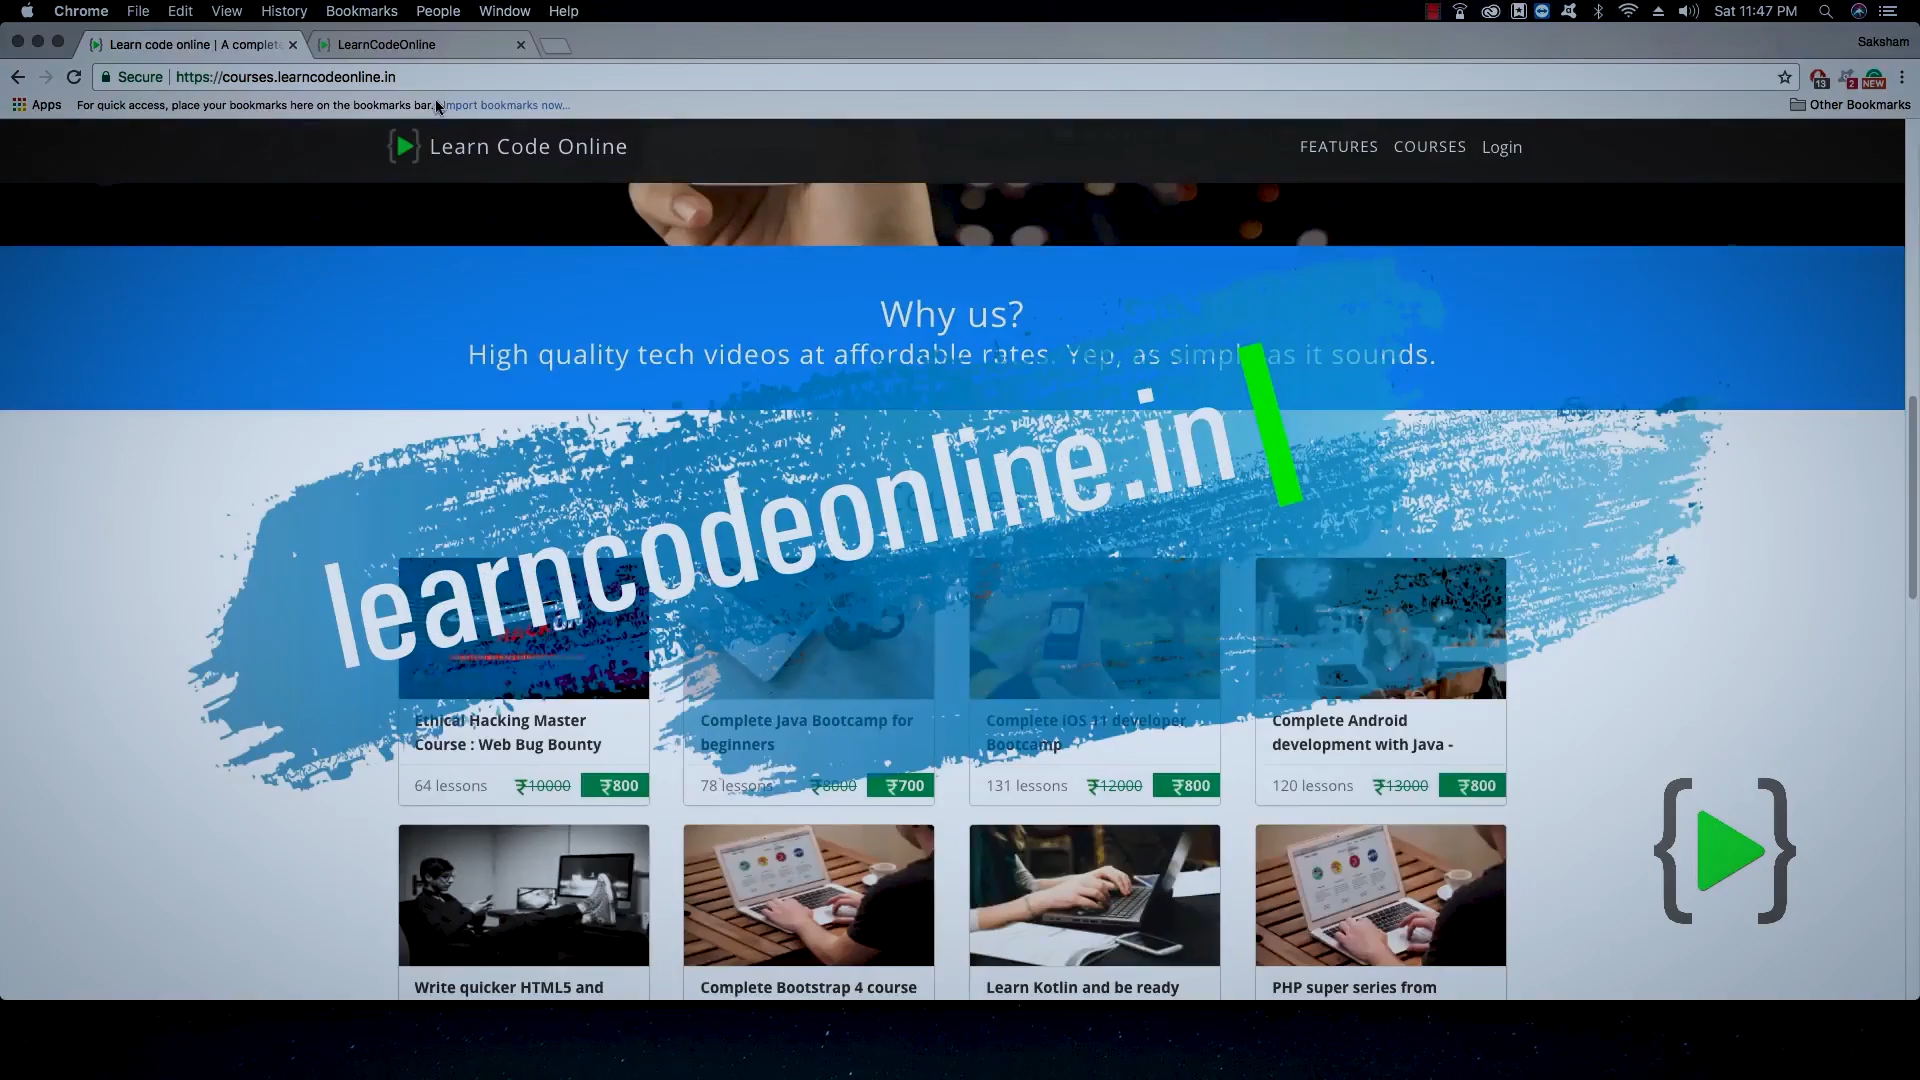 Chrome File Edit View History Bookmarks People Window Help Sat 11:47 PM
Learn code online | A complete LearnCodeOnline Saksham
Secure https://courses.learncodeonline.in 13 2 NEW
Apps For quick access, place your bookmarks here on the bookmarks bar. Import bookmarks now... Other Bookmarks
Learn Code Online FEATURES COURSES Login
Why us?
High quality tech videos at affordable rates. Yep, as simple as it sounds.
learncodeonline.in
Ethical Hacking Master
Course : Web Bug Bounty
64 lessons ₹10000 ₹800
Complete Java Bootcamp for
beginners
78 lessons ₹8000 ₹700
Complete iOS 11 developer
Bootcamp
131 lessons ₹12000 ₹800
Complete Android
development with Java -
120 lessons ₹13000 ₹800
Write quicker HTML5 and
Complete Bootstrap 4 course
Learn Kotlin and be ready
PHP super series from